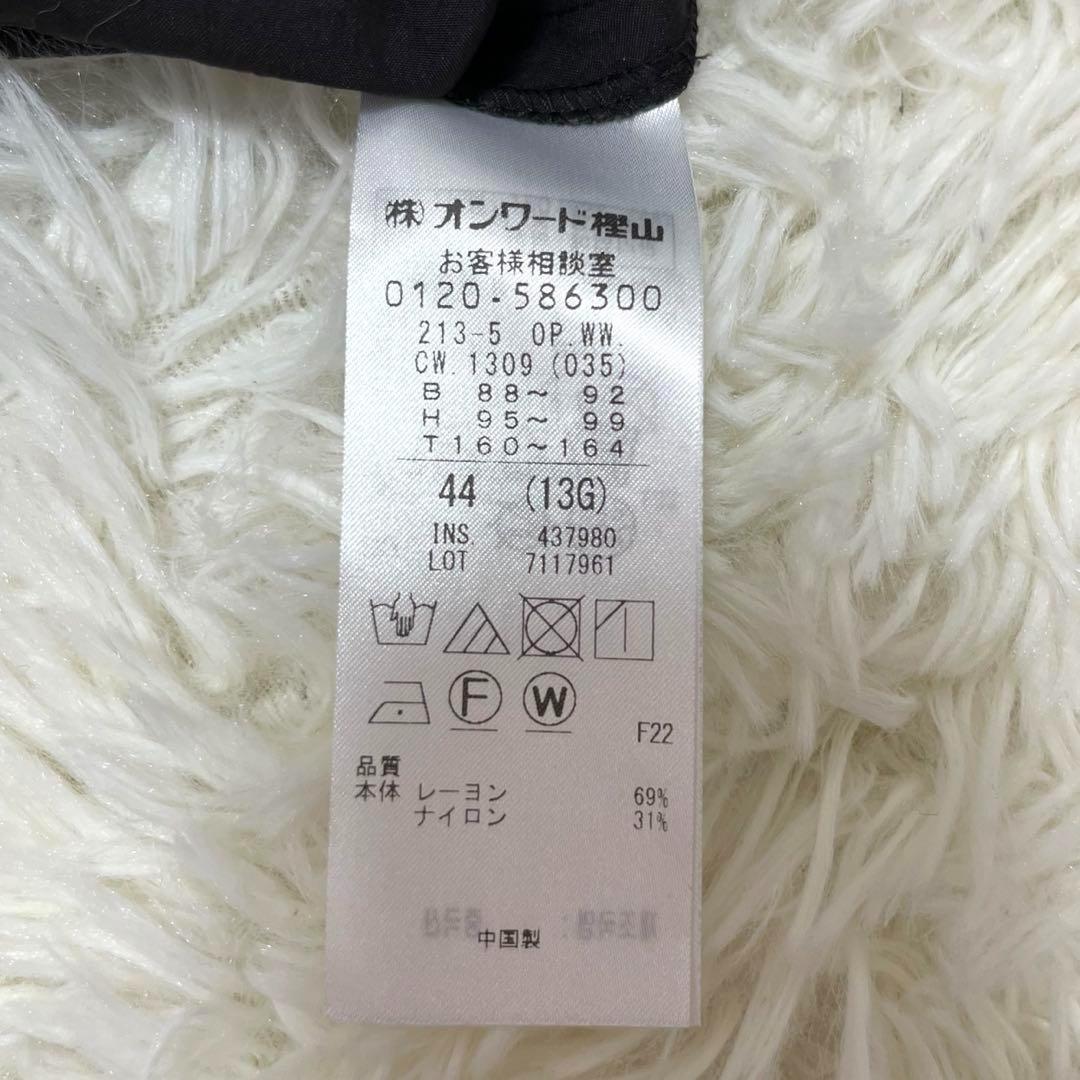 (株)オンワード樫山
お客様相談室
0120-586300
213-5 OP.WW.
CW.1309 (035)
B 88〜 92
H 95〜 99
T160〜164
44 (13G)
INS 437980
LOT 7117961
F W
F22
品質
本体 レーヨン 69%
ナイロン 31%
中国製